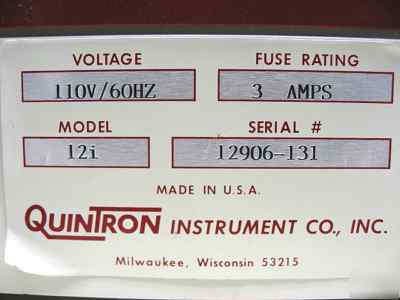 VOLTAGE FUSE RATING
110V/60HZ 3 AMPS
MODEL SERIAL #
12i 12906-131
MADE IN U.S.A.
QUINTRON INSTRUMENT CO., INC.
Milwaukee, Wisconsin 53215